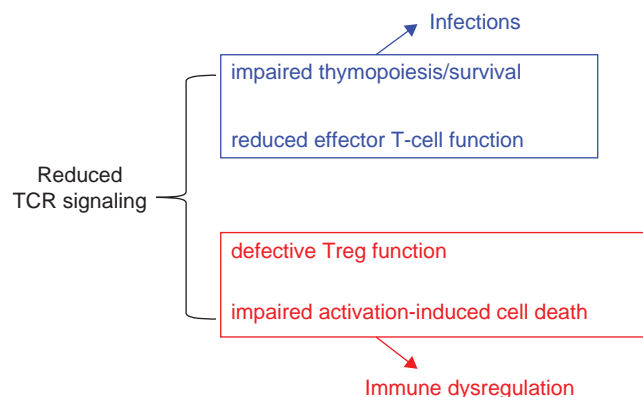 Infections
impaired thymopoiesis/survival
reduced effector T-cell function
Reduced
TCR signaling
defective Treg function
impaired activation-induced cell death
Immune dysregulation